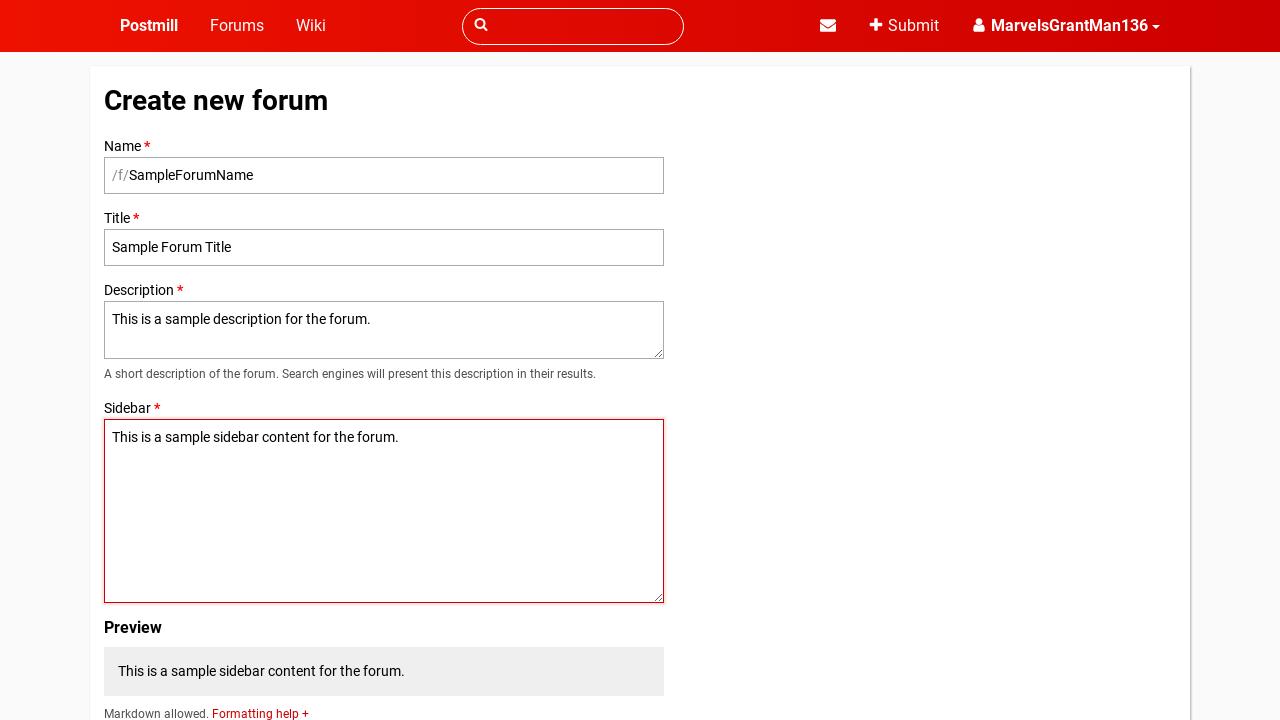 Postmill Forums Wiki Submit MarvelsGrantMan136
Create new forum
Name *
/f/SampleForumName
Title *
Sample Forum Title
Description *
This is a sample description for the forum.
A short description of the forum. Search engines will present this description in their results.
Sidebar *
This is a sample sidebar content for the forum.
Preview
This is a sample sidebar content for the forum.
Markdown allowed. Formatting help +